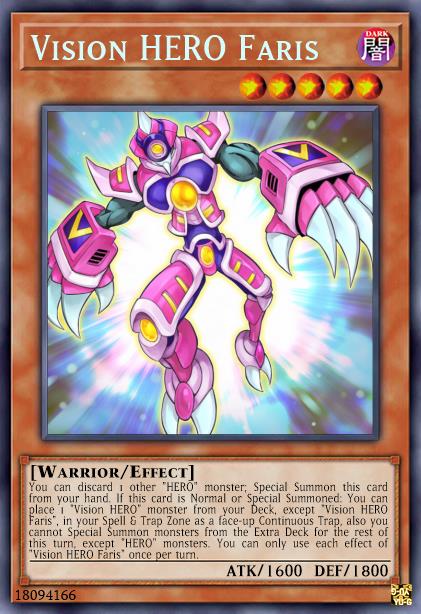 Vision HERO Faris
DARK
闇
V
V
[Warrior/Effect]
You can discard 1 other "HERO" monster; Special Summon this card
from your hand. If this card is Normal or Special Summoned: You can
place 1 "Vision HERO" monster from your Deck, except "Vision HERO
Faris", in your Spell & Trap Zone as a face-up Continuous Trap, also you
cannot Special Summon monsters from the Extra Deck for the rest of
this turn, except "HERO" monsters. You can only use each effect of
"Vision HERO Faris" once per turn.
ATK/1600 DEF/1800
18094166